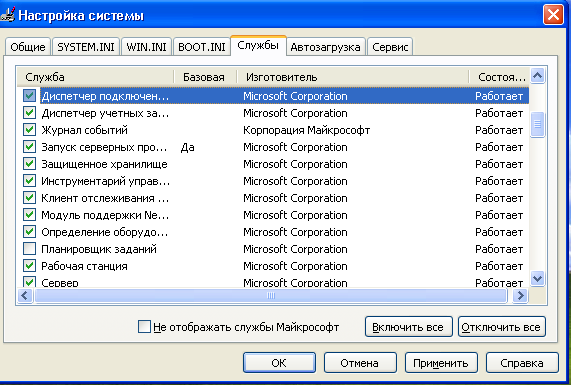 Настройка системы
Общие SYSTEM.INI WIN.INI BOOT.INI Службы Автозагрузка Сервис
Служба Базовая Изготовитель Состоя...
Диспетчер подключен... Microsoft Corporation Работает
Диспетчер учетных за... Microsoft Corporation Работает
Журнал событий Корпорация Майкрософт Работает
Запуск серверных про... Да Microsoft Corporation Работает
Защищенное хранилище Microsoft Corporation Работает
Инструментарий управ... Microsoft Corporation Работает
Клиент отслеживания ... Microsoft Corporation Работает
Модуль поддержки Ne... Microsoft Corporation Работает
Определение оборудо... Microsoft Corporation Работает
Планировщик заданий Microsoft Corporation Работает
Рабочая станция Microsoft Corporation Работает
Сервер Microsoft Corporation Работает
Не отображать службы Майкрософт Включить все Отключить все
ОК Отмена Применить Справка